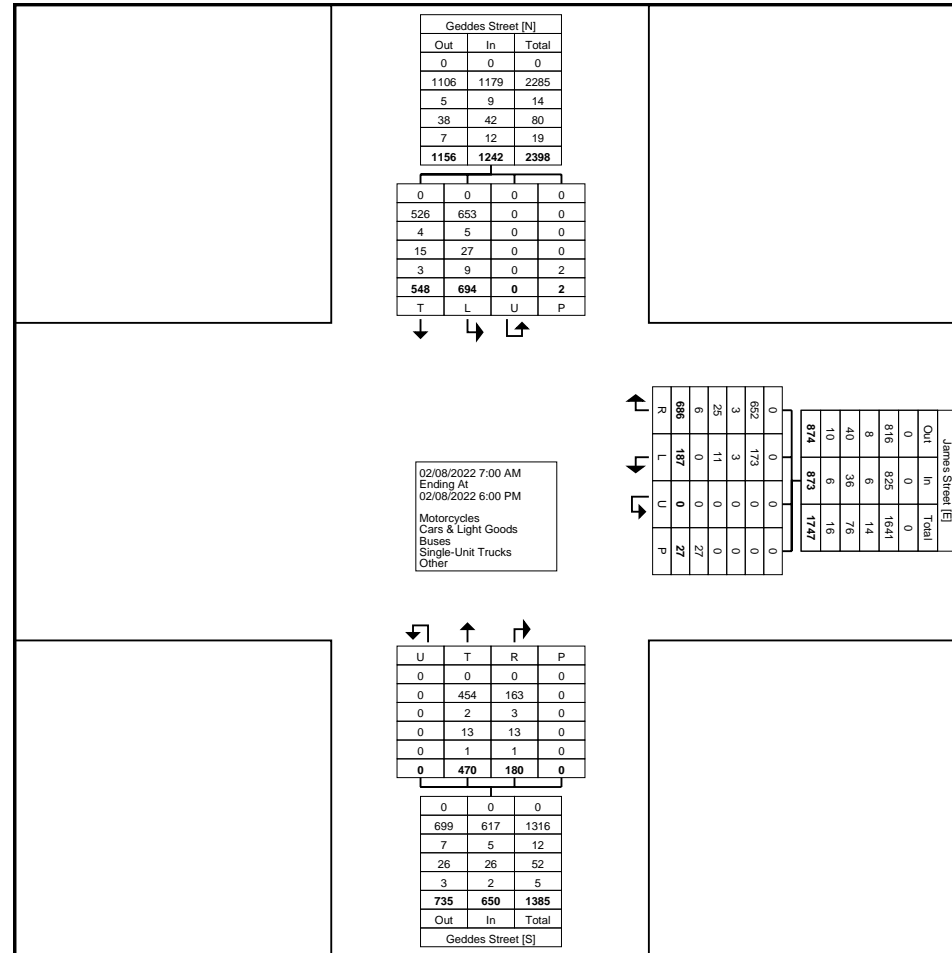 Geddes Street [N]
Out In Total
0 0 0
1106 1179 2285
5 9 14
38 42 80
7 12 19
1156 1242 2398
0 0 0 0
526 653 0 0
4 5 0 0
15 27 0 0
3 9 0 2
548 694 0 2
T L U P
James Street [E]
Out In Total
0 0 0
816 825 1641
8 6 14
40 36 76
10 6 16
874 873 1747
0 0 0 0
652 173 0 0
3 3 0 0
25 11 0 0
6 0 0 27
686 187 0 27
R L U P
02/08/2022 7:00 AM
Ending At
02/08/2022 6:00 PM
Motorcycles
Cars & Light Goods
Buses
Single-Unit Trucks
Other
U T R P
0 0 0 0
0 454 163 0
0 2 3 0
0 13 13 0
0 1 1 0
0 470 180 0
0 0 0
699 617 1316
7 5 12
26 26 52
3 2 5
735 650 1385
Out In Total
Geddes Street [S]